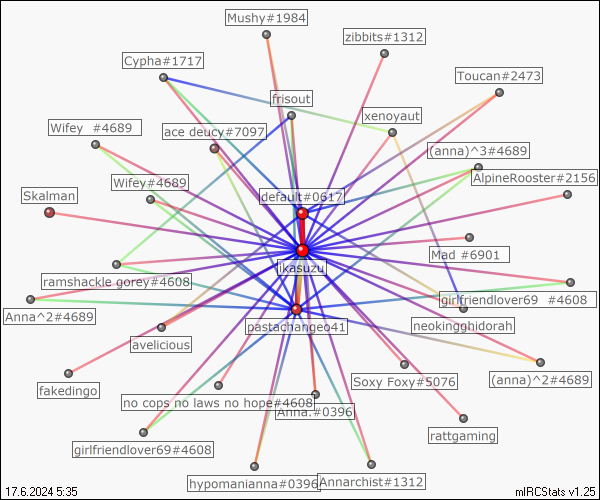 Mushy#1984
zibbits#1312
Cypha#1717
Toucan#2473
frisout
xenoyaut
Wifey  #4689
ace deucy#7097
(anna)^3#4689
AlpineRooster#2156
Wifey#4689
Skalman
default#0617
Mad #6901
jikasuzu
ramshackle gorey#4608
girlfriendlover69  #4608
Anna^2#4689
pastachangeo41
neokingghidorah
avelicious
Soxy Foxy#5076
(anna)^2#4689
fakedingo
no cops no laws no hope#4608
Anna.#0396
rattgaming
girlfriendlover69#4608
hypomanianna#0396
Annarchist#1312
17.6.2024 5:35
mIRCStats v1.25